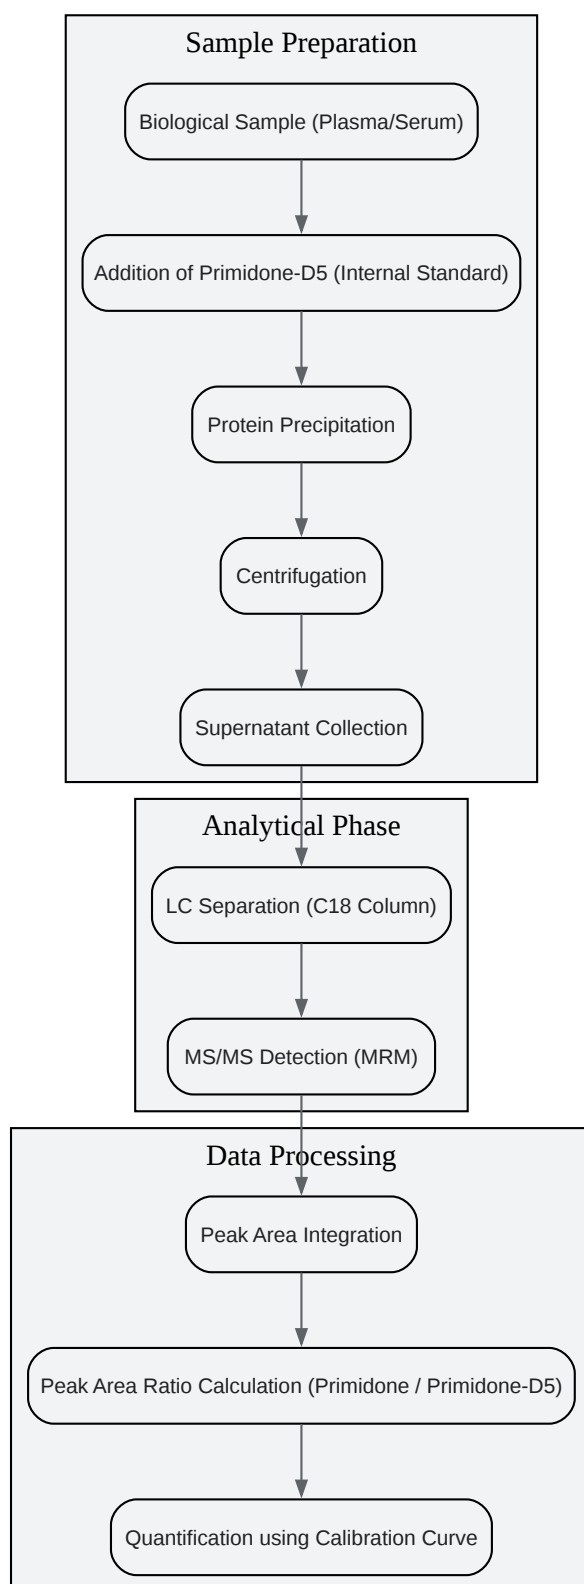 Sample Preparation
Biological Sample (Plasma/Serum)
Addition of Primidone-D5 (Internal Standard)
Protein Precipitation
Centrifugation
Supernatant Collection
Analytical Phase
LC Separation (C18 Column)
MS/MS Detection (MRM)
Data Processing
Peak Area Integration
Peak Area Ratio Calculation (Primidone / Primidone-D5)
Quantification using Calibration Curve